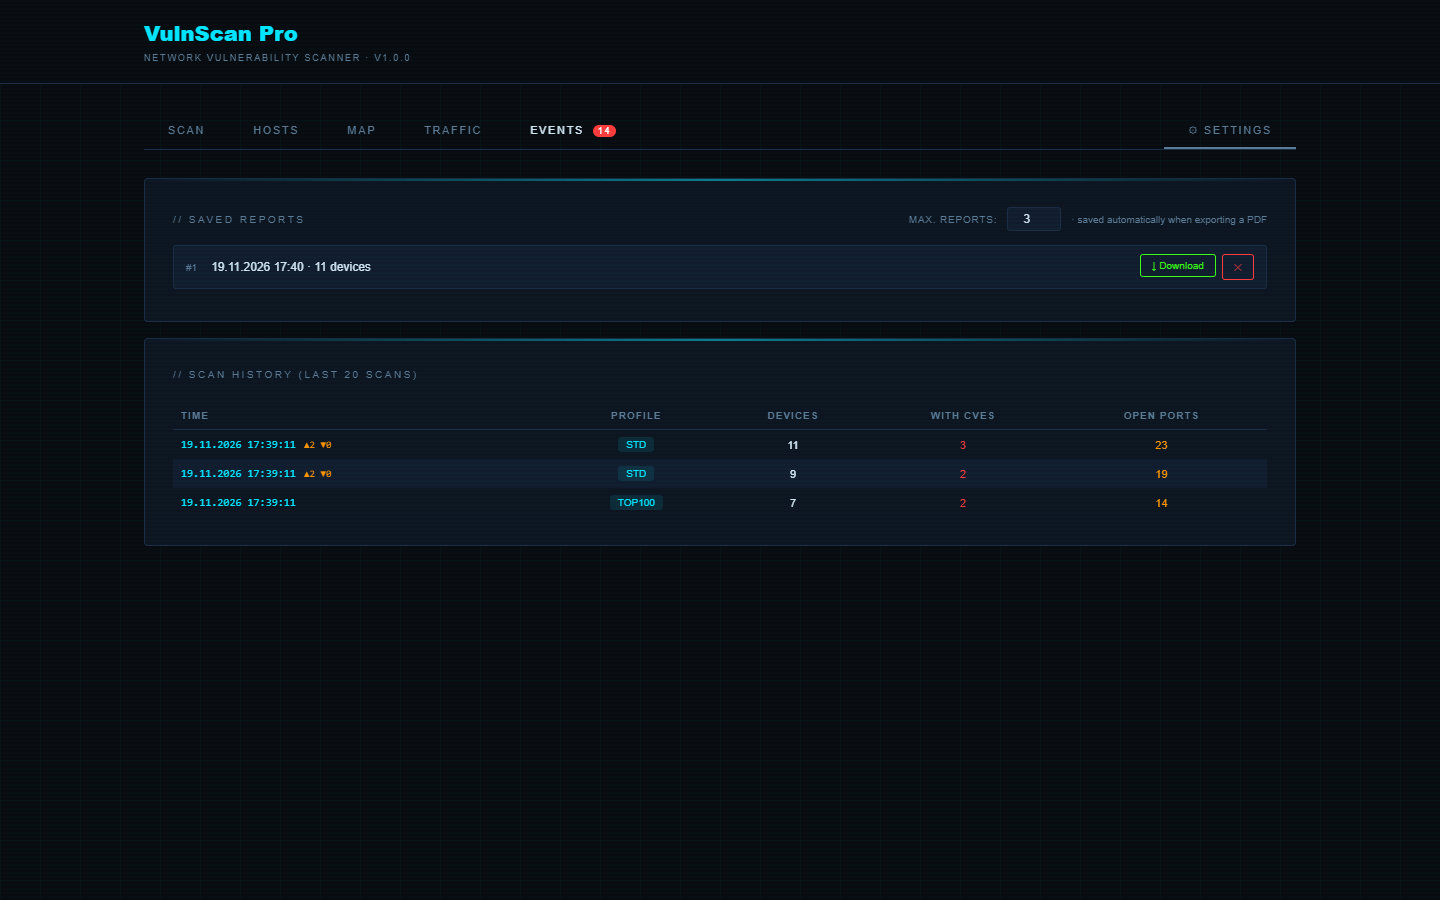 VulnScan Pro
NETWORK VULNERABILITY SCANNER · V1.0.0
SCAN HOSTS MAP TRAFFIC EVENTS 14 ⚙ SETTINGS
// SAVED REPORTS MAX. REPORTS: 3 · saved automatically when exporting a PDF
#1 19.11.2026 17:40 · 11 devices ↓ Download ✕
// SCAN HISTORY (LAST 20 SCANS)
TIME PROFILE DEVICES WITH CVES OPEN PORTS
19.11.2026 17:39:11 ▲2 ▼0 STD 11 3 23
19.11.2026 17:39:11 ▲2 ▼0 STD 9 2 19
19.11.2026 17:39:11 TOP100 7 2 14